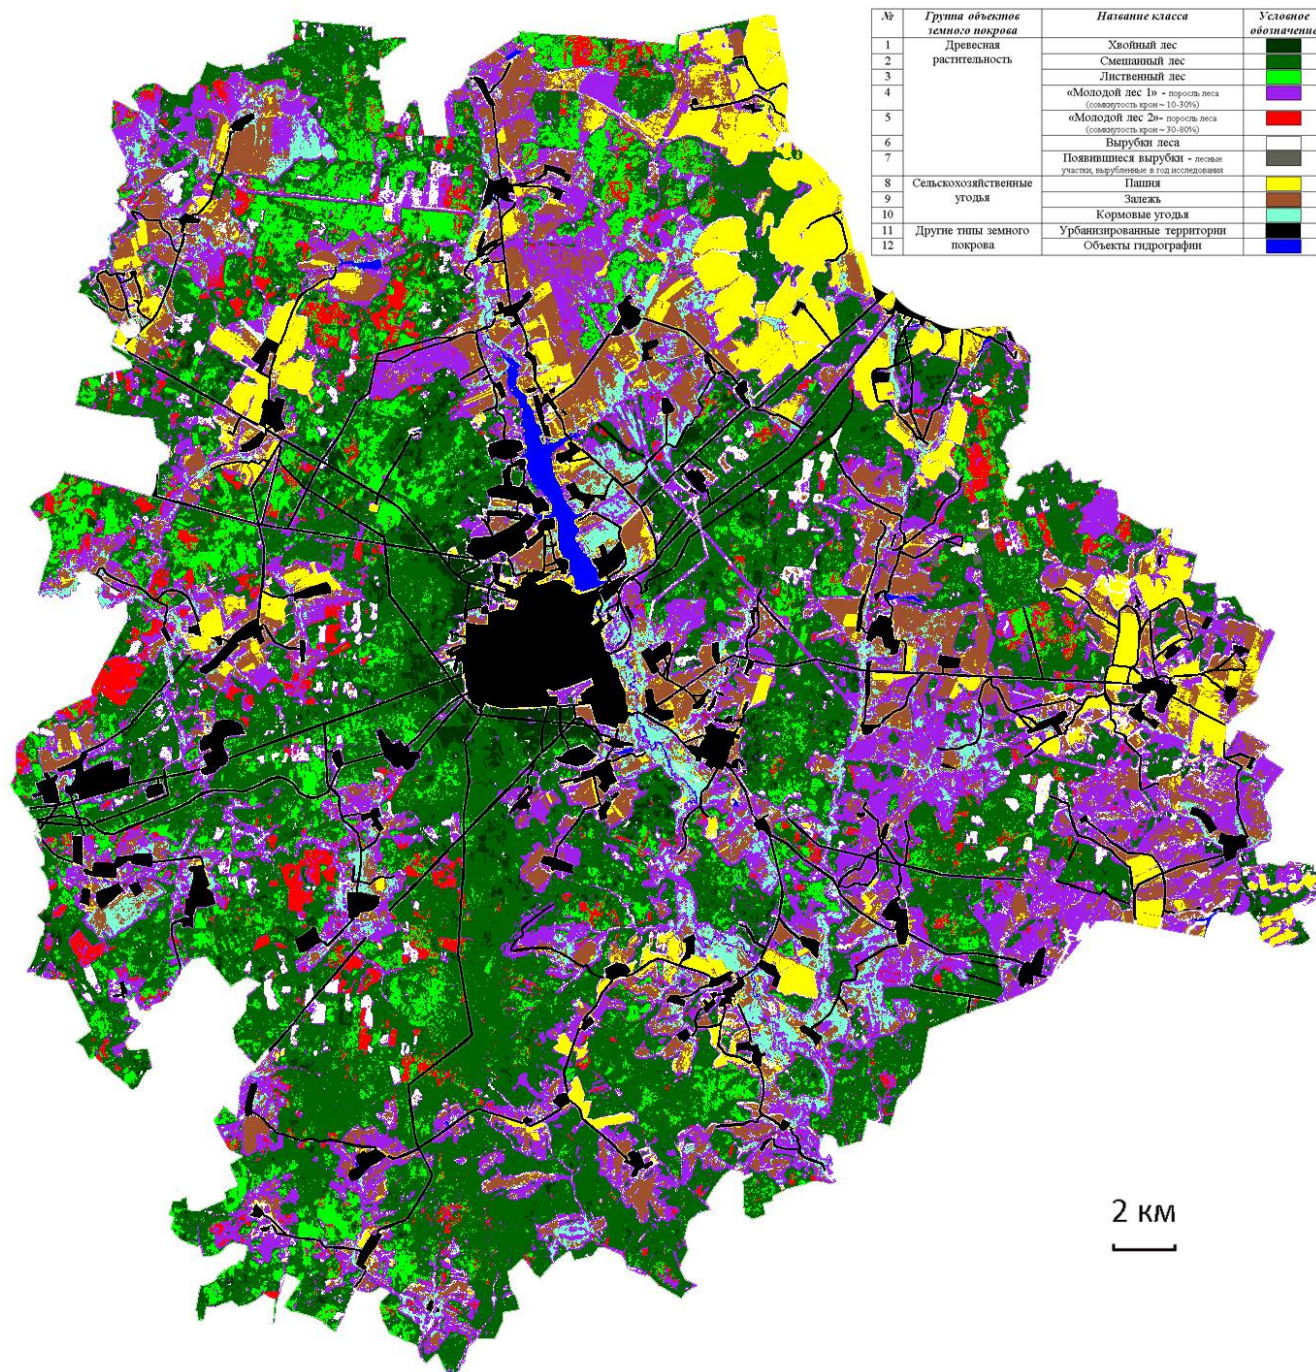 № Группа объектов земного покрова Название класса Условное обозначение
1 Древесная растительность Хвойный лес
2 Смешанный лес
3 Лиственный лес
4 «Молодой лес 1» - поросль леса
(сомкнутость крон ~ 10-30%)
5 «Молодой лес 2»- поросль леса
(сомкнутость крон ~ 30-80%)
6 Вырубки леса
7 Появившиеся вырубки - лесные
участки, вырубленные в год исследования
8 Сельскохозяйственные угодья Пашня
9 Залежь
10 Кормовые угодья
11 Другие типы земного покрова Урбанизированные территории
12 Объекты гидрографии
2 км